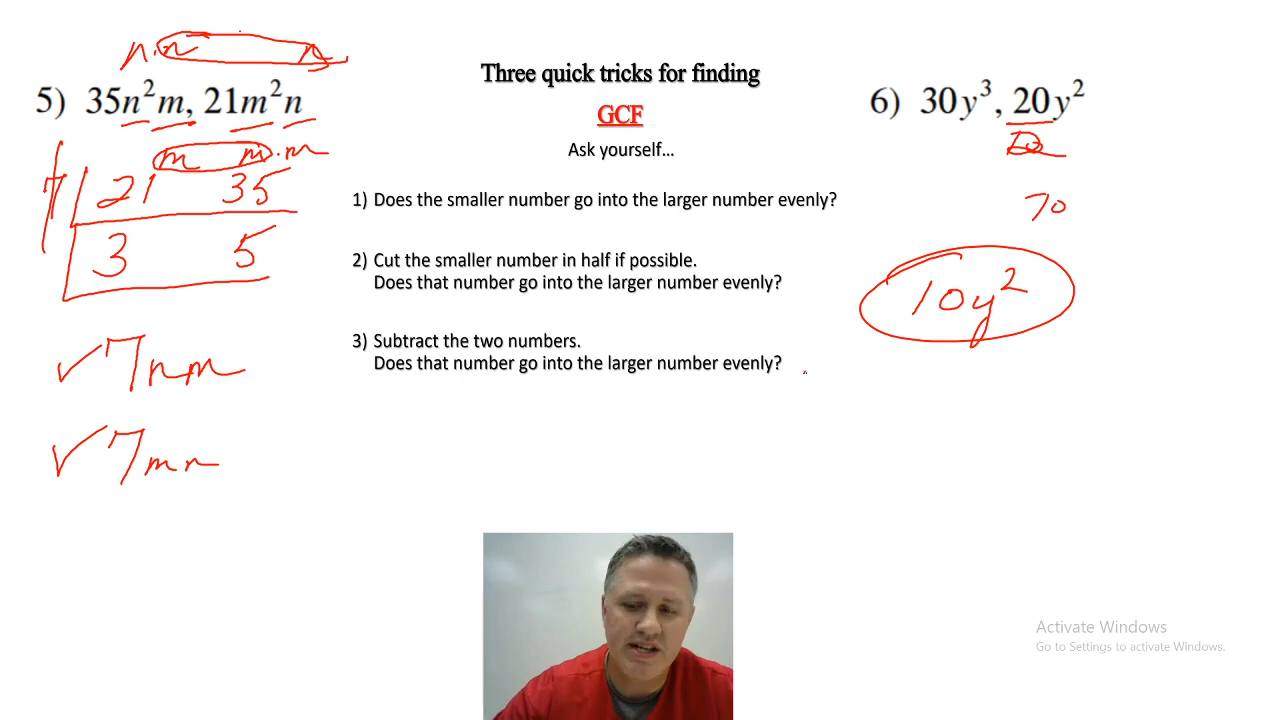 n·n n
5) 35n²m, 21m²n
m m·m
7 21 35
3 5
✓7nm
✓7mn
Three quick tricks for finding
GCF
Ask yourself...
1) Does the smaller number go into the larger number evenly?
2) Cut the smaller number in half if possible.
Does that number go into the larger number evenly?
3) Subtract the two numbers.
Does that number go into the larger number evenly?
6) 30y³, 20y²
10y²
Activate Windows
Go to Settings to activate Windows.